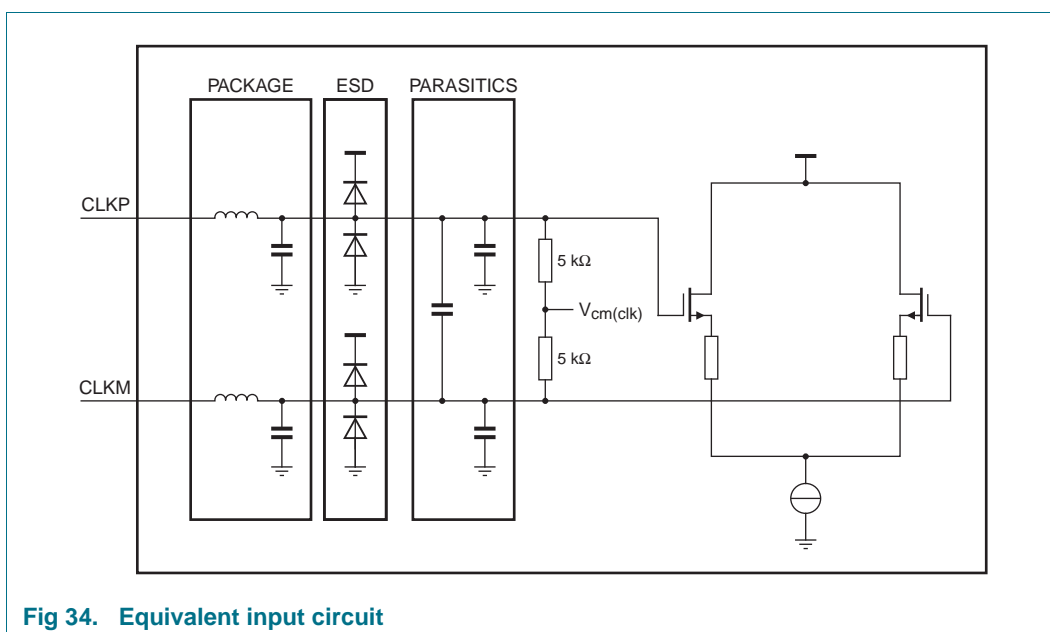 PACKAGE ESD PARASITICS
CLKP
5 kΩ
Vcm(clk)
5 kΩ
CLKM
Fig 34. Equivalent input circuit